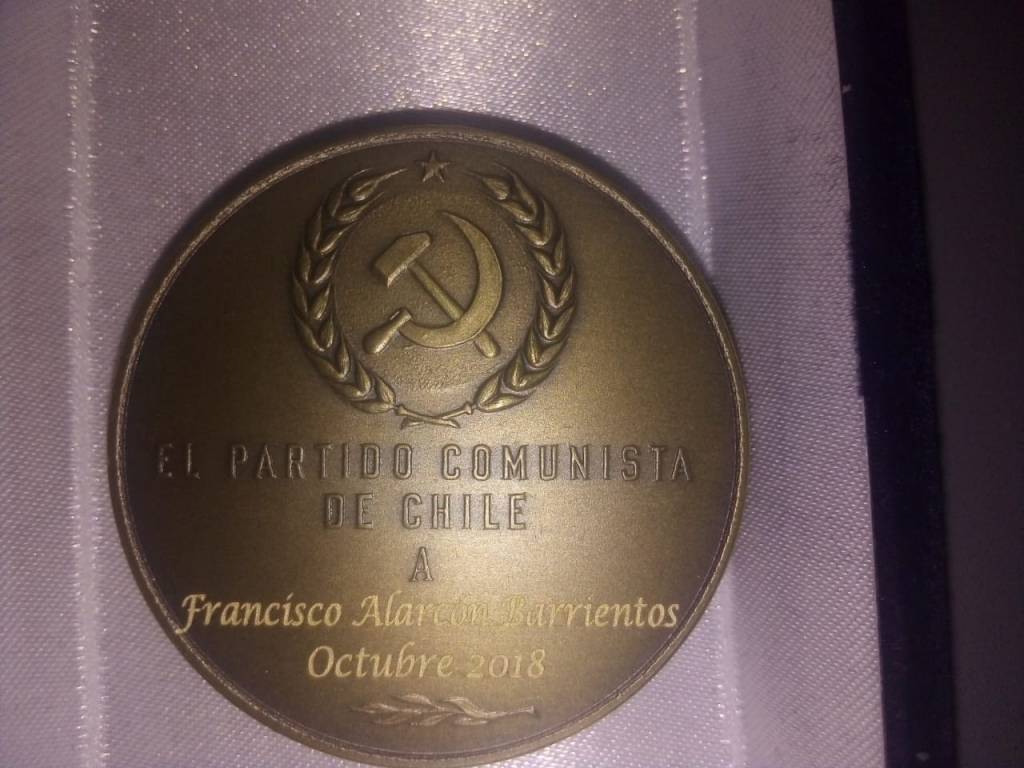 EL PARTIDO COMUNISTA
DE CHILE
A
Francisco Alarcón Barrientos
Octubre 2018